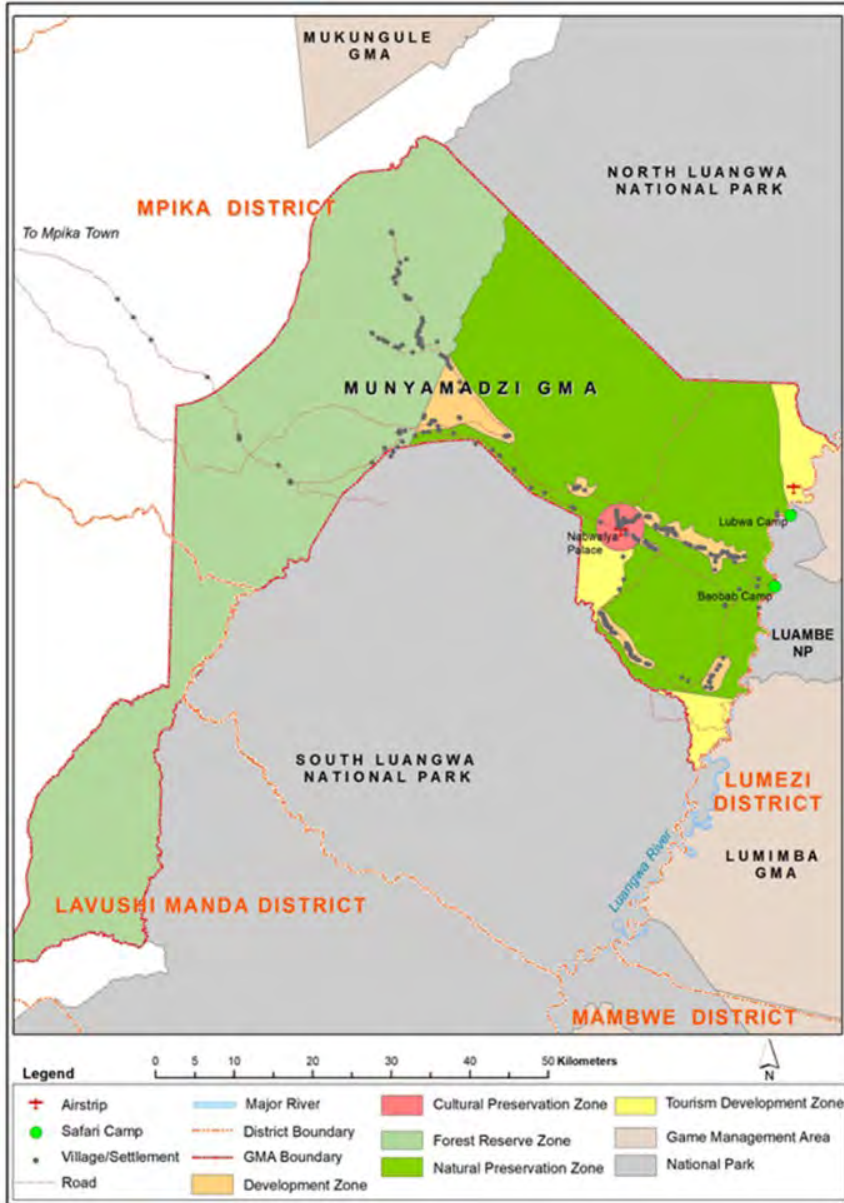 MUKUNGULE
GMA
NORTH LUANGWA
NATIONAL PARK
MPIKA DISTRICT
To Mpika Town
MUNYAMADZI GMA
Lubwa Camp
Nabwalya
Palace
Baobab Camp
LUAMBE
NP
SOUTH LUANGWA
NATIONAL PARK
LUMEZI
DISTRICT
LUMIMBA
GMA
Luangwa River
LAVUSHI MANDA DISTRICT
MAMBWE DISTRICT
0 5 10 20 30 40 50 Kilometers
N
Legend
Airstrip
Safari Camp
Village/Settlement
Road
Major River
District Boundary
GMA Boundary
Development Zone
Cultural Preservation Zone
Forest Reserve Zone
Natural Preservation Zone
Tourism Development Zone
Game Management Area
National Park